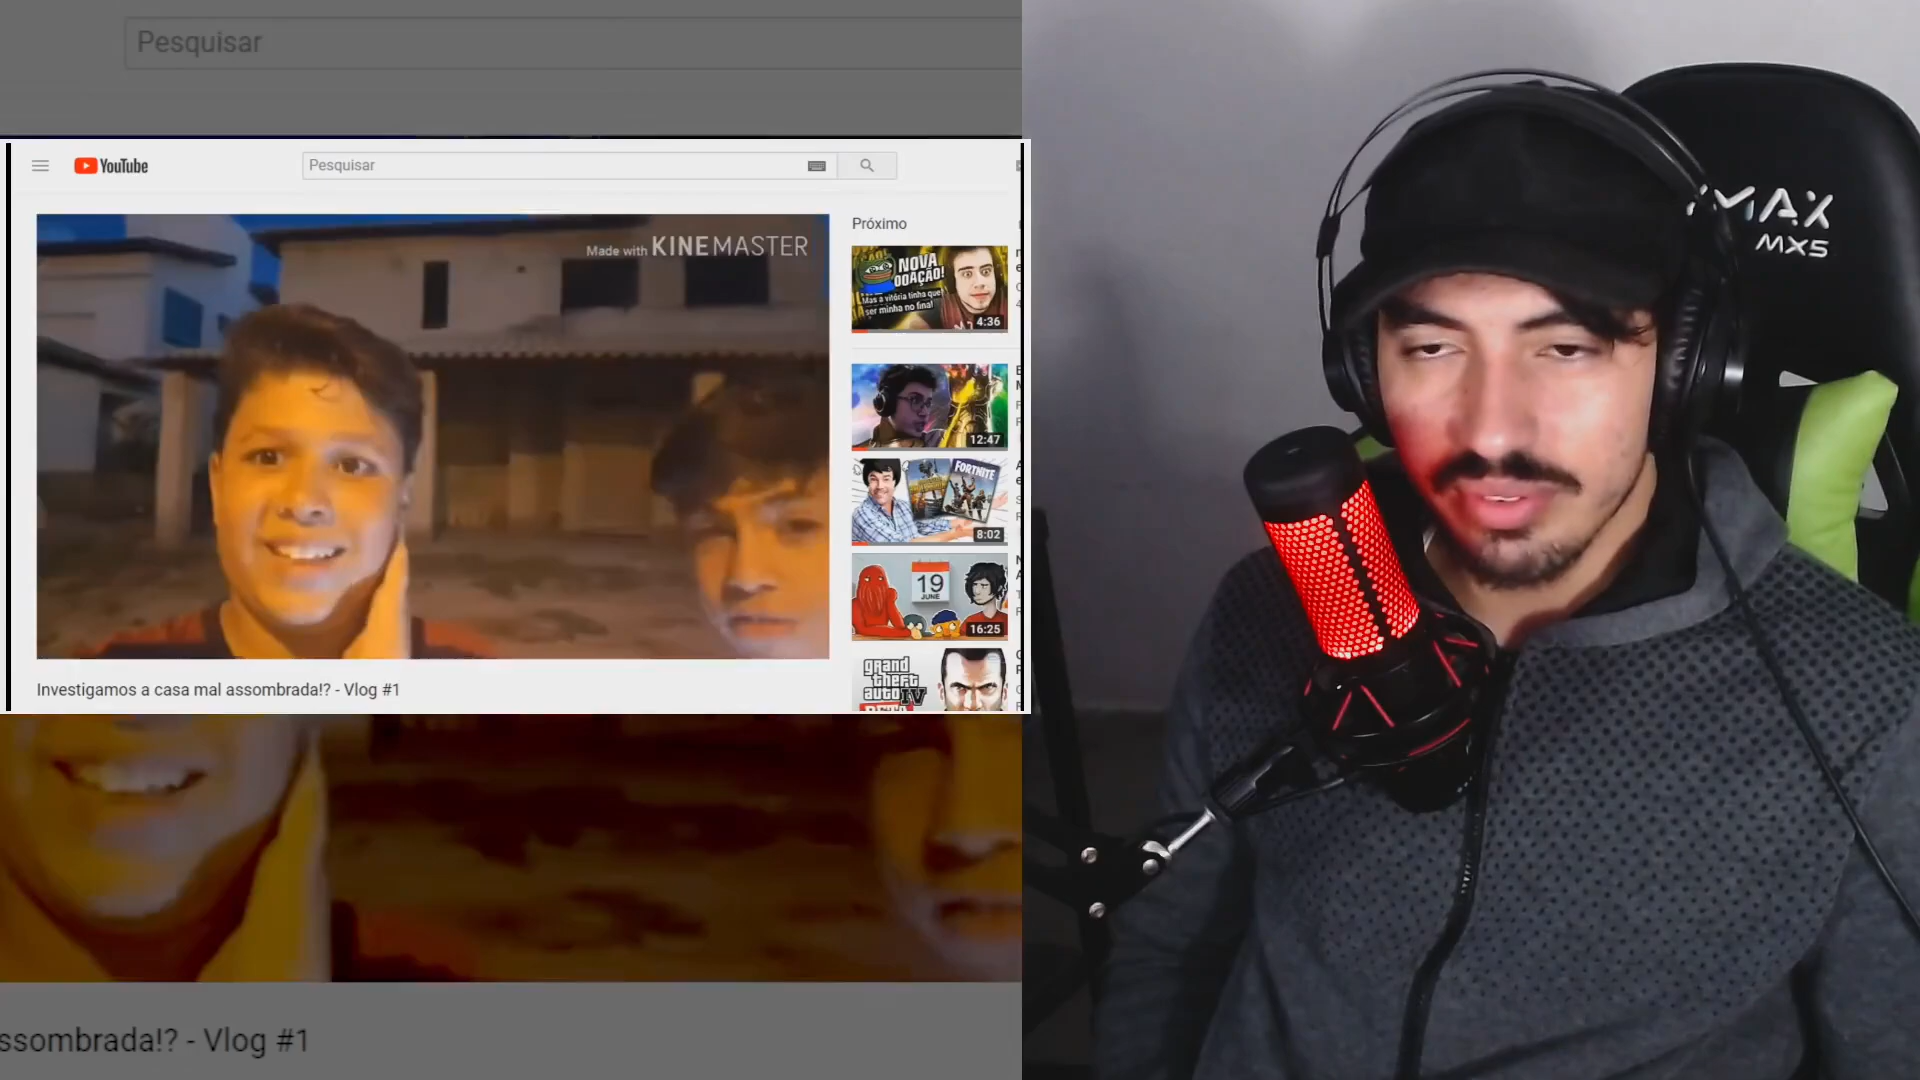 Pesquisar
YouTube
Pesquisar
Próximo
Made with KINEMASTER
NOVA
DOAÇÃO!
Mas a vitória tinha que
ser minha no final
4:36
12:47
FORTNITE
8:02
19
JUNE
16:25
grand
theft
auto IV
Investigamos a casa mal assombrada!? - Vlog #1
ssombrada!? - Vlog #1
MAX
MX5